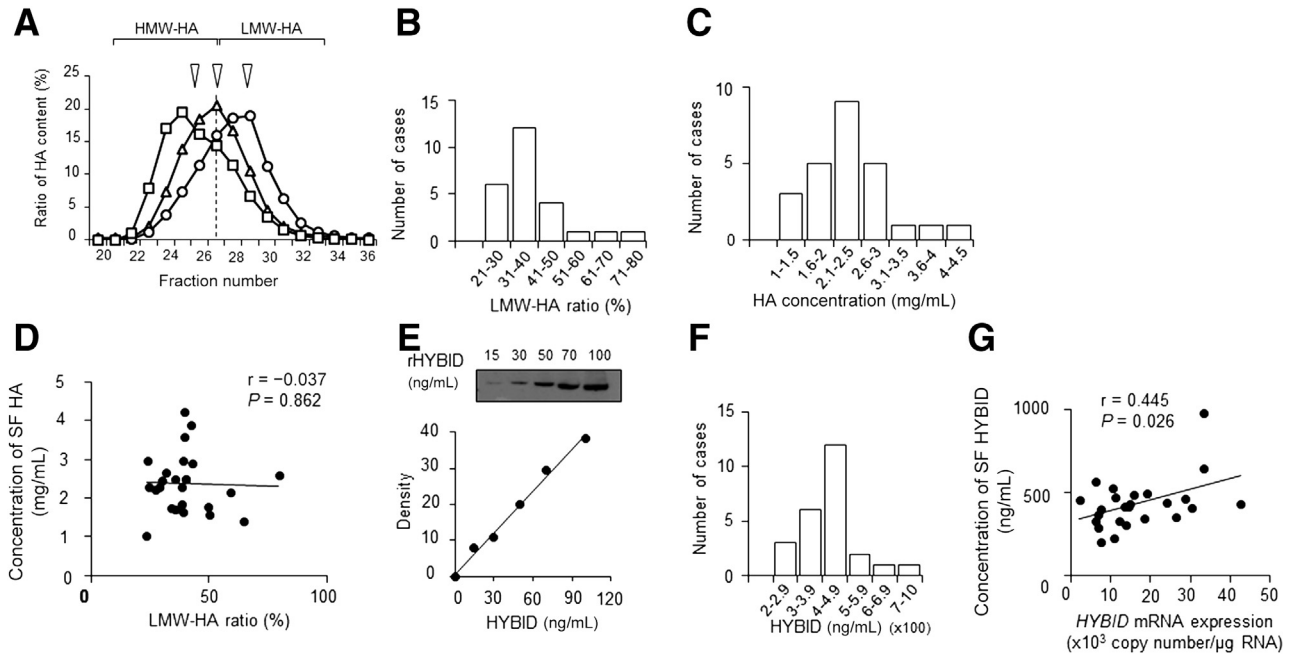 A
HMW-HA LMW-HA
Ratio of HA content (%)
25
20
15
10
5
0
20 22 24 26 27 28 29 30 32 34 36
Fraction number
B
Number of cases
15
10
5
0
21-30 31-40 41-50 51-60 61-70 71-80
LMW-HA ratio (%)
C
Number of cases
10
5
0
1-1.5 1.6-2 2.1-2.5 2.6-3 3.1-3.5 3.6-4 4-4.5
HA concentration (mg/mL)
D
r = −0.037
P = 0.862
Concentration of SF HA
(mg/mL)
5
4
3
2
1
0
0 50 100
LMW-HA ratio (%)
E
rHYBID 15 30 50 70 100
(ng/mL)
Density
40
30
20
10
0
0 30 60 90 120
HYBID (ng/mL)
F
Number of cases
15
10
5
0
2-2.9 3-3.9 4-4.9 5-5.9 6-6.9 7-10
HYBID (ng/mL) (x100)
G
r = 0.445
P = 0.026
Concentration of SF HYBID
(ng/mL)
1000
500
0
0 10 20 30 40 50
HYBID mRNA expression
(x10³ copy number/µg RNA)